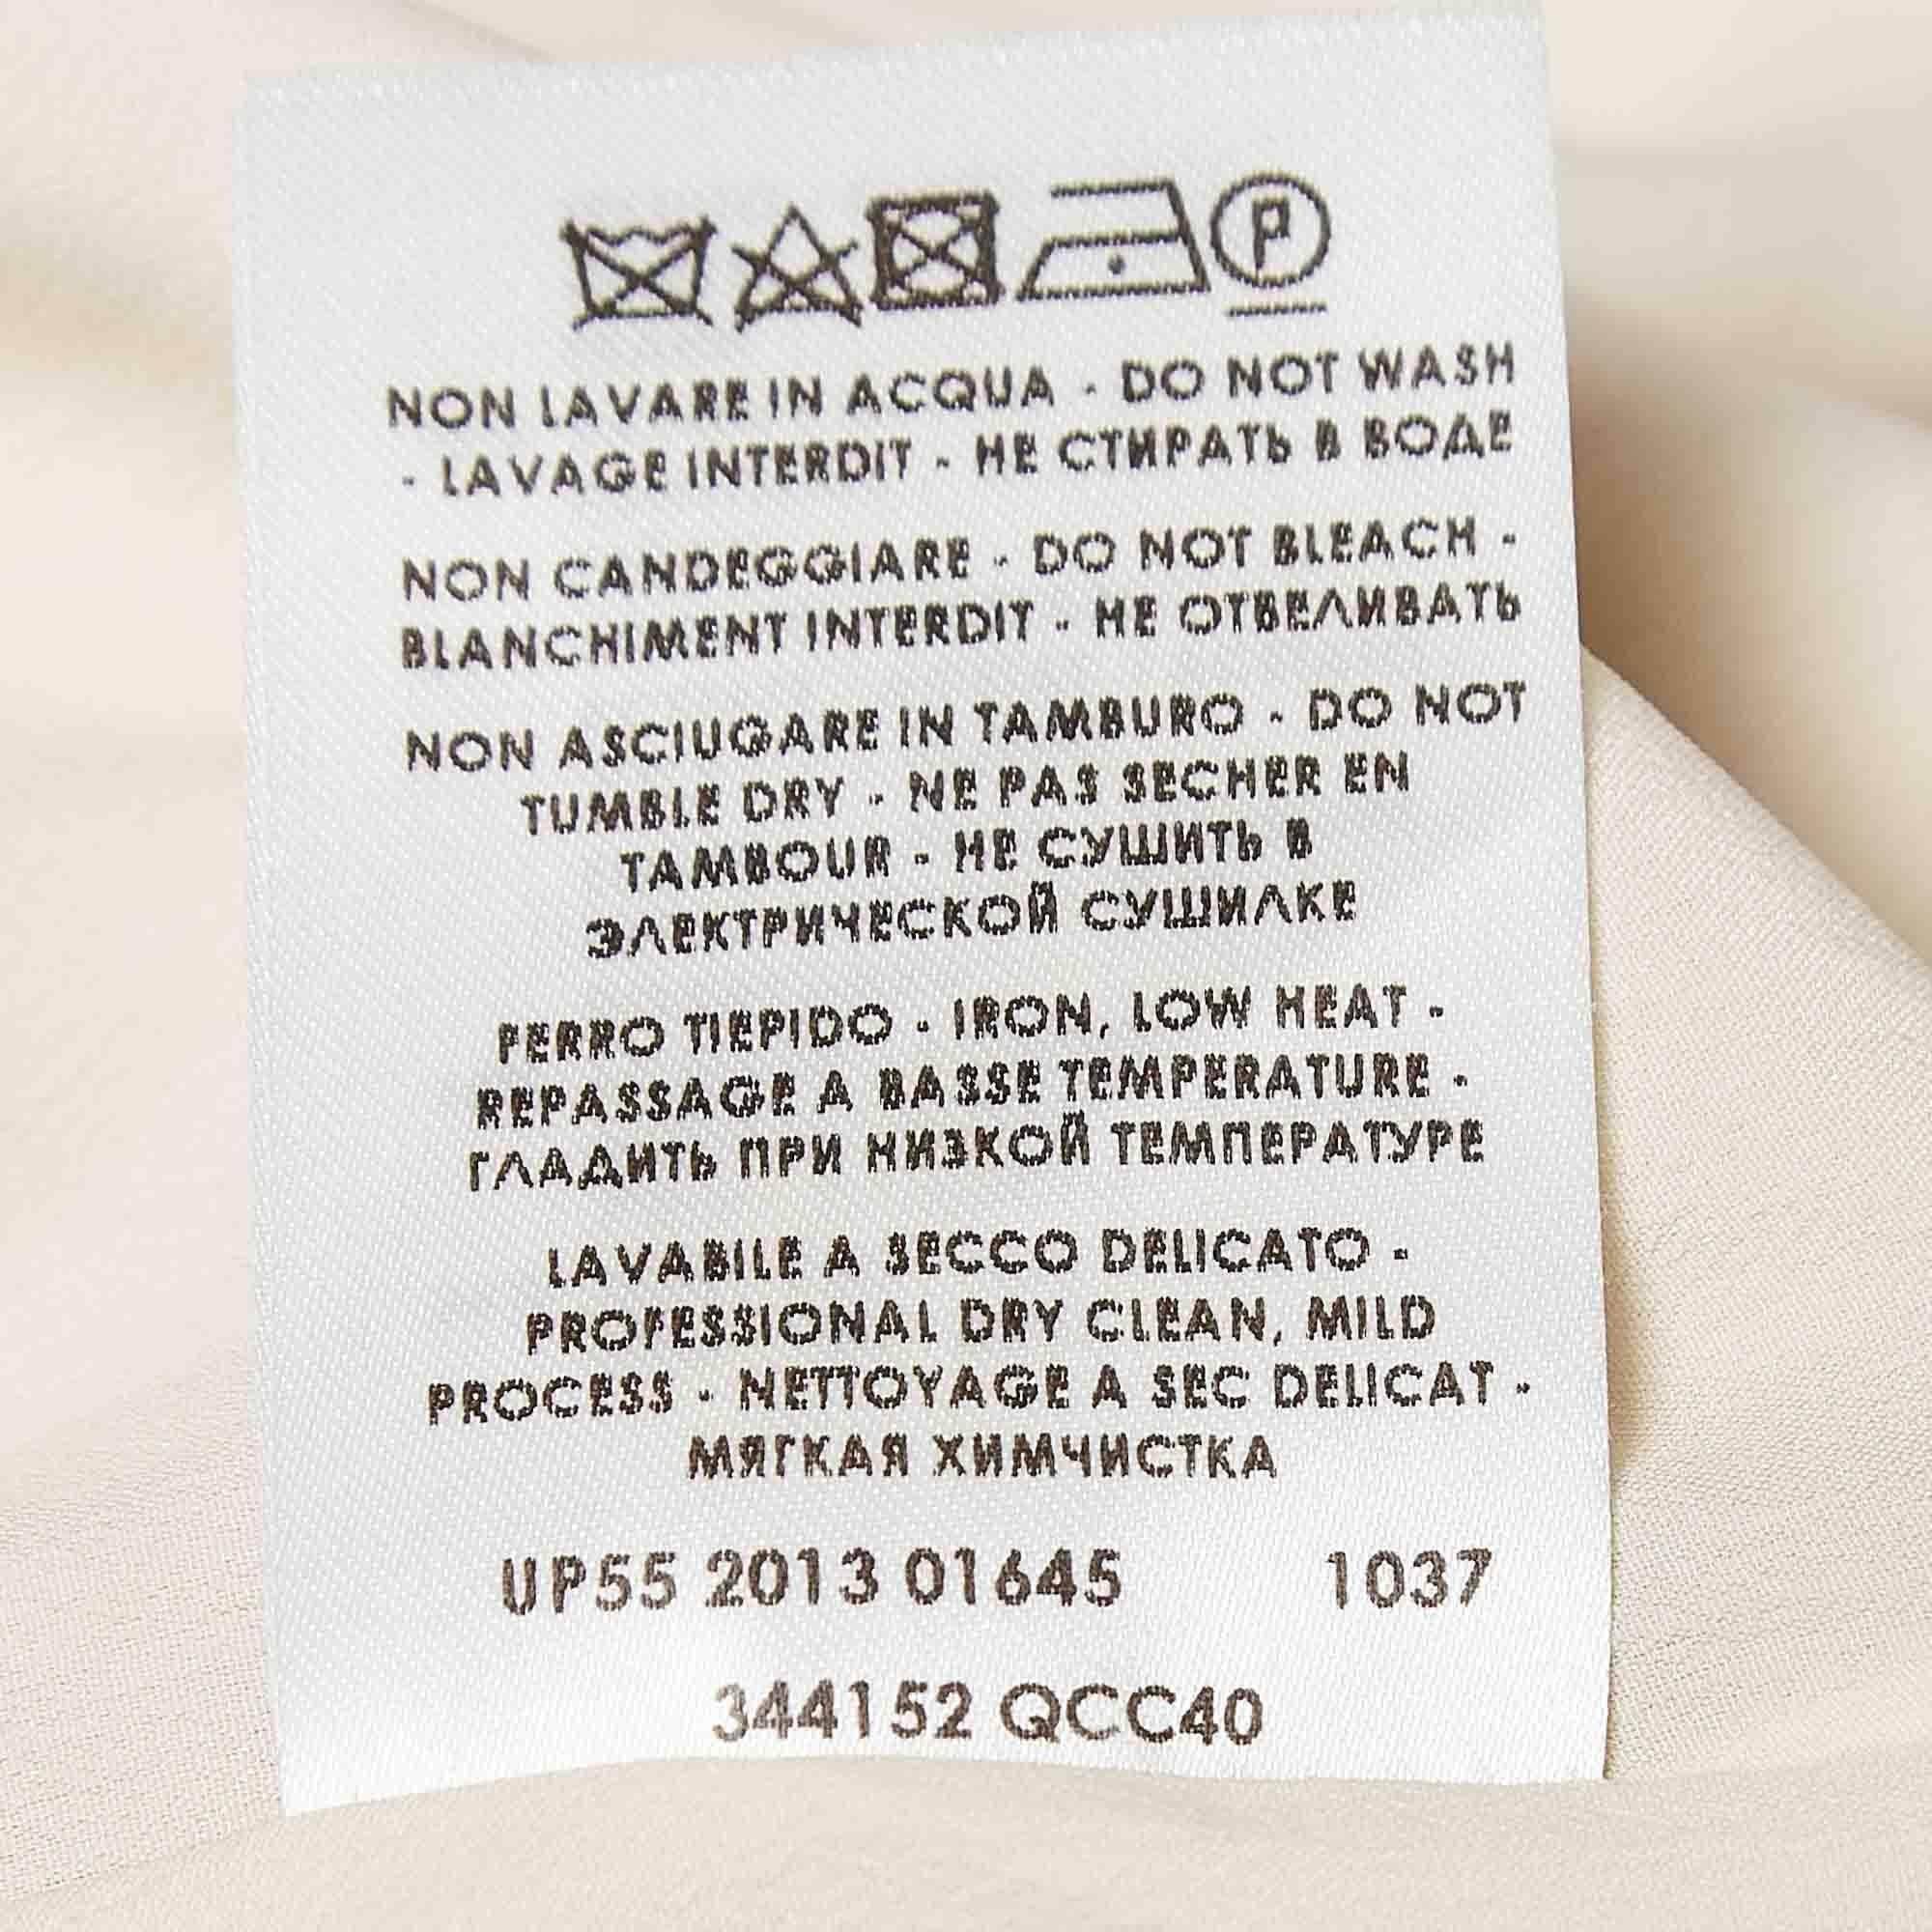 P
NON LAVARE IN ACQUA - DO NOT WASH
- LAVAGE INTERDIT - НЕ СТИРАТЬ В ВОДЕ
NON CANDEGGIARE - DO NOT BLEACH -
BLANCHIMENT INTERDIT - НЕ ОТБЕЛИВАТЬ
NON ASCIUGARE IN TAMBURO - DO NOT
TUMBLE DRY - NE PAS SECHER EN
TAMBOUR - НЕ СУШИТЬ В
ЭЛЕКТРИЧЕСКОЙ СУШИЛКЕ
FERRO TIEPIDO - IRON, LOW HEAT -
REPASSAGE A BASSE TEMPERATURE -
ГЛАДИТЬ ПРИ НИЗКОЙ ТЕМПЕРАТУРЕ
LAVABILE A SECCO DELICATO -
PROFESSIONAL DRY CLEAN, MILD
PROCESS - NETTOYAGE A SEC DELICAT -
МЯГКАЯ ХИМЧИСТКА
UP55 2013 01645 1037
344152 QCC40